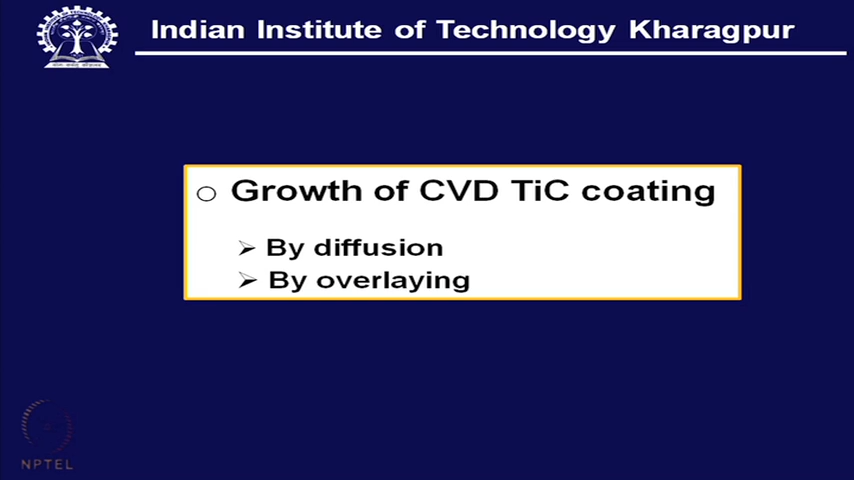 Indian Institute of Technology Kharagpur
Growth of CVD TiC coating
By diffusion
By overlaying
NPTEL